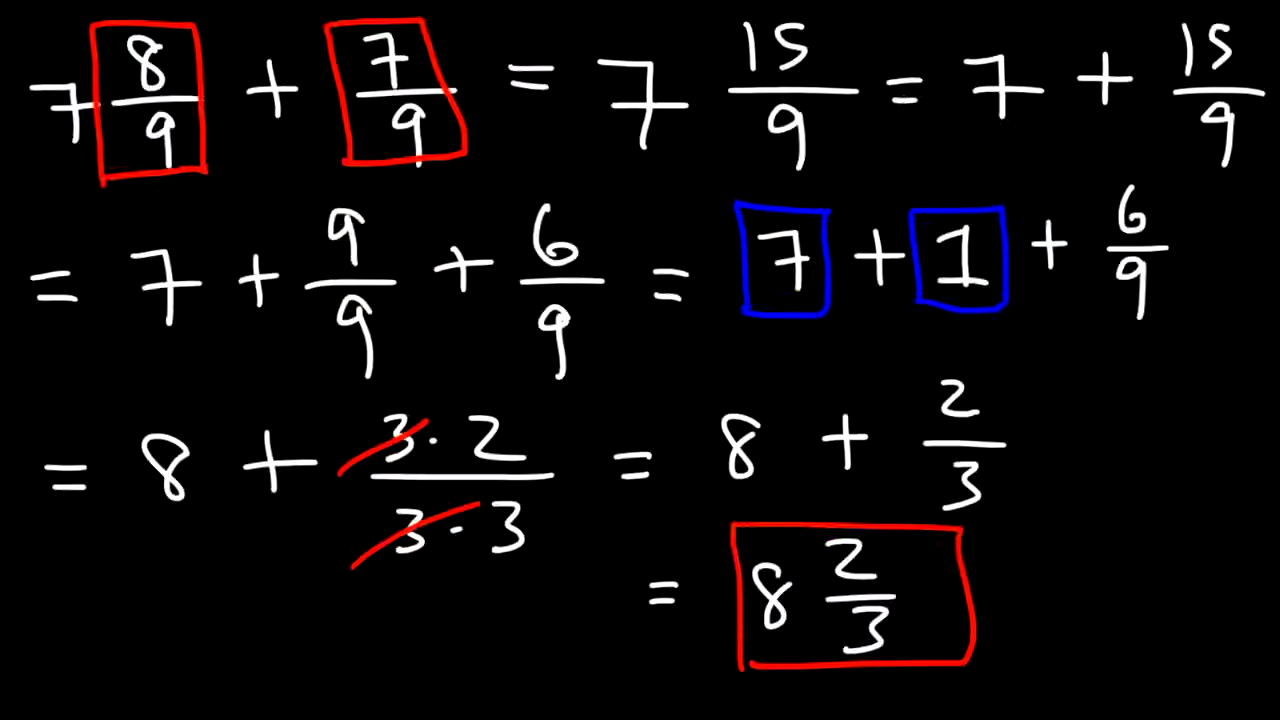 7 8/9 + 7/9 = 7 15/9 = 7 + 15/9
= 7 + 9/9 + 6/9 = 7 + 1 + 6/9
= 8 + 3·2/3·3 = 8 + 2/3
= 8 2/3